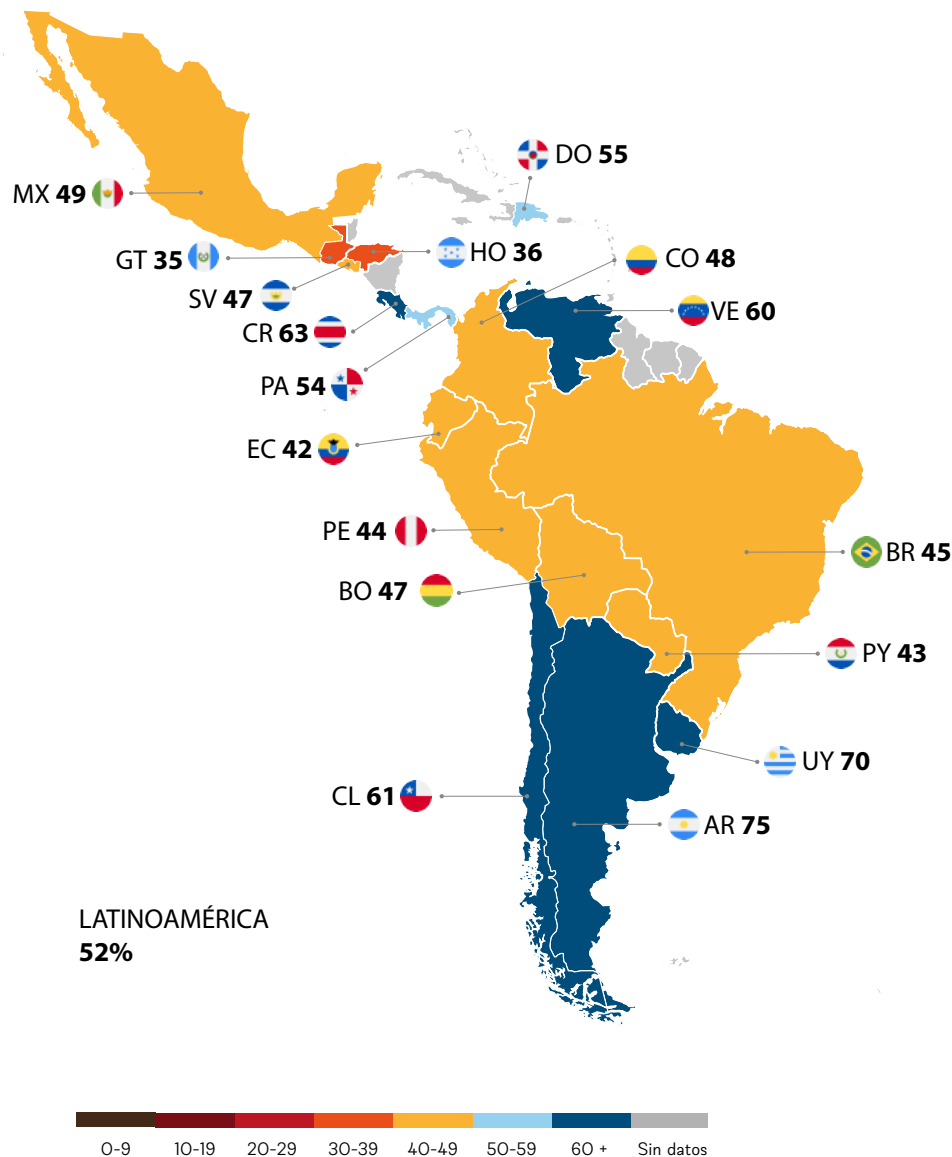 DO 55
MX 49
GT 35
HO 36
CO 48
SV 47
VE 60
CR 63
PA 54
EC 42
PE 44
BR 45
BO 47
PY 43
UY 70
CL 61
AR 75
LATINOAMÉRICA
52%
0-9 10-19 20-29 30-39 40-49 50-59 60 + Sin datos